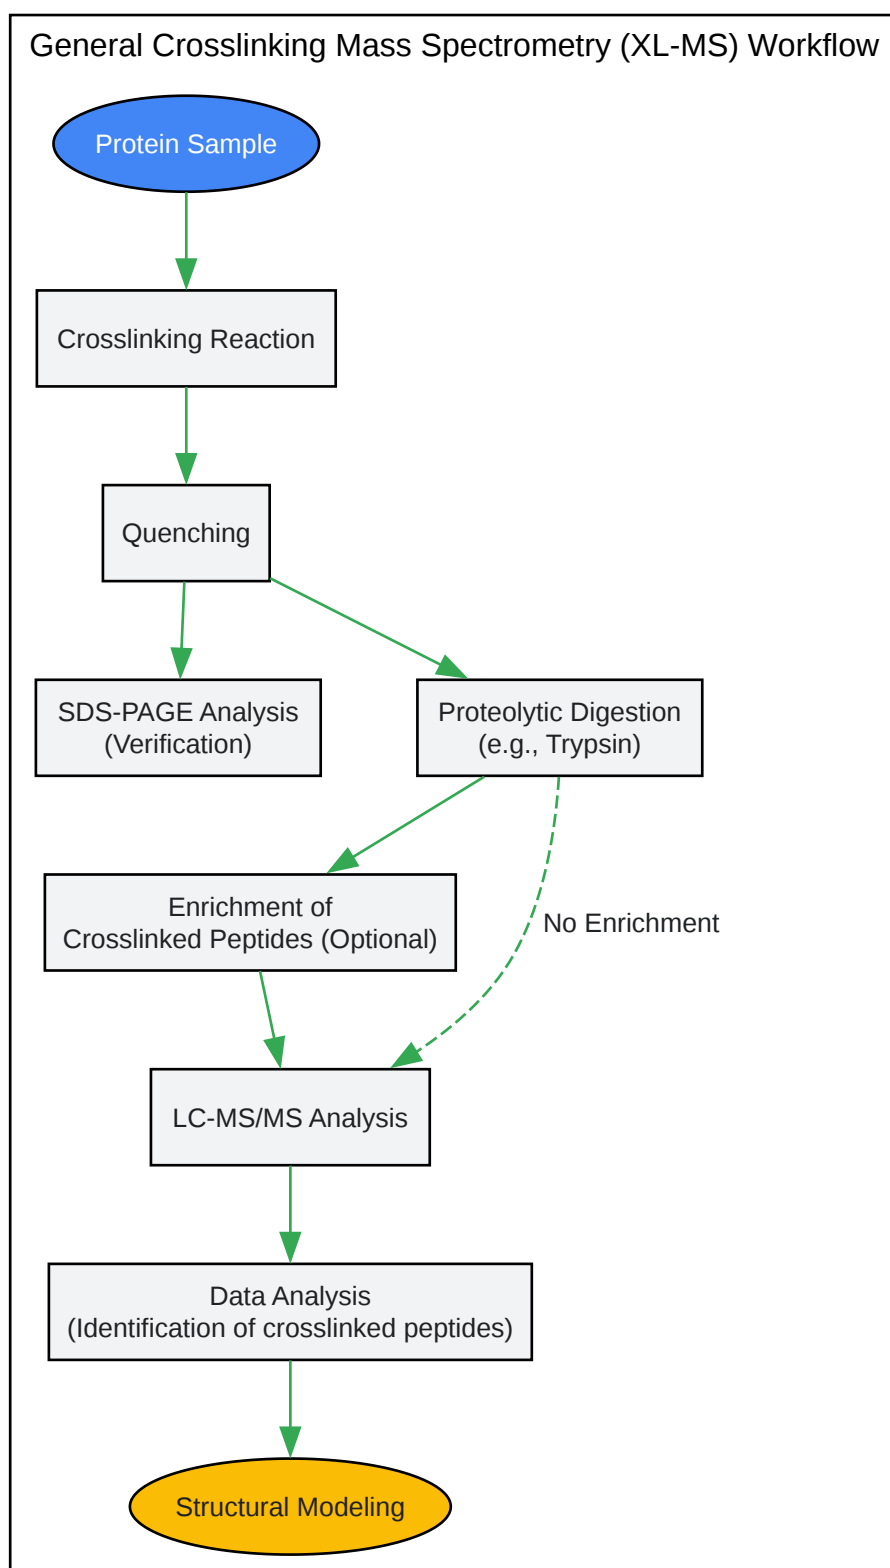 General Crosslinking Mass Spectrometry (XL-MS) Workflow
Protein Sample
Crosslinking Reaction
Quenching
SDS-PAGE Analysis
(Verification)
Proteolytic Digestion
(e.g., Trypsin)
Enrichment of
Crosslinked Peptides (Optional)
No Enrichment
LC-MS/MS Analysis
Data Analysis
(Identification of crosslinked peptides)
Structural Modeling